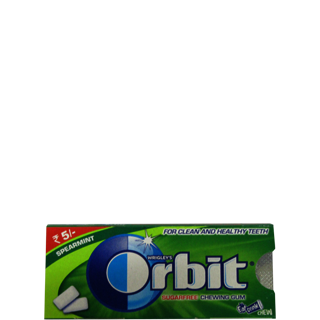 ₹ 5/-
SPEARMINT
FOR CLEAN AND HEALTHY TEETH
WRIGLEY'S
Orbit
SUGARFREE CHEWING GUM